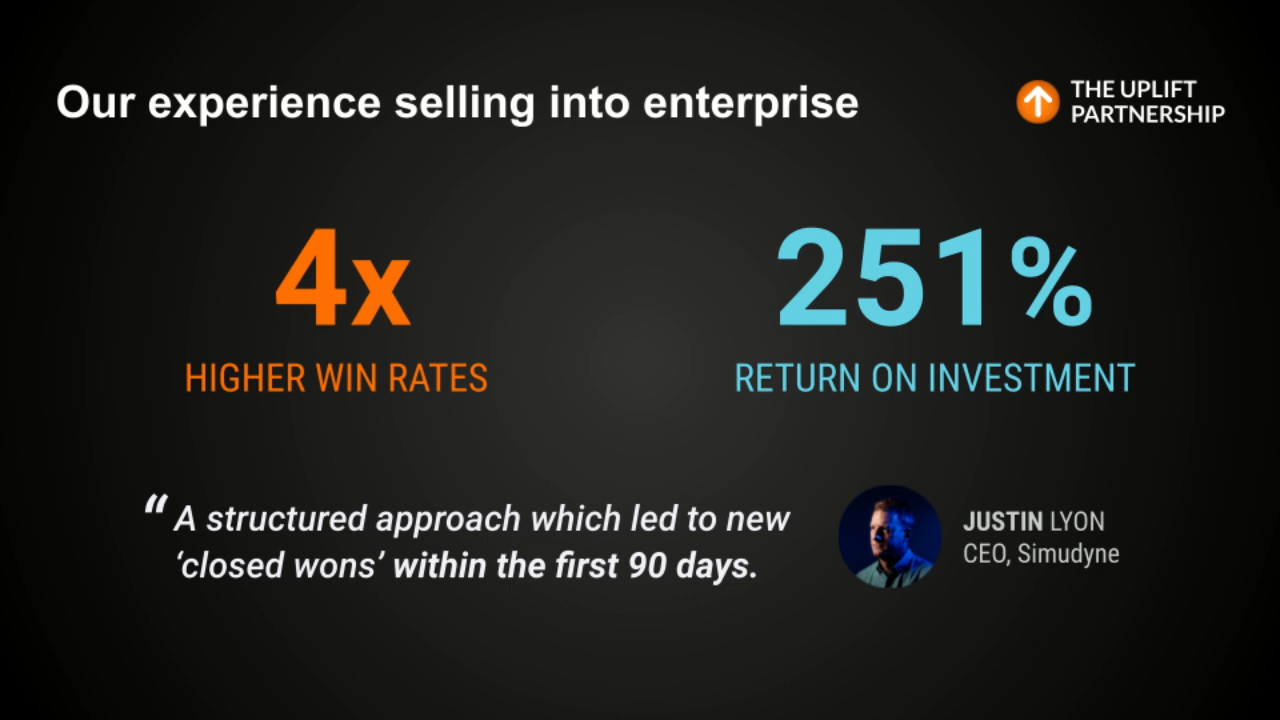 Our experience selling into enterprise
THE UPLIFT
PARTNERSHIP
4x
HIGHER WIN RATES
251%
RETURN ON INVESTMENT
“ A structured approach which led to new
‘closed wons’ within the first 90 days.
JUSTIN LYON
CEO, Simudyne